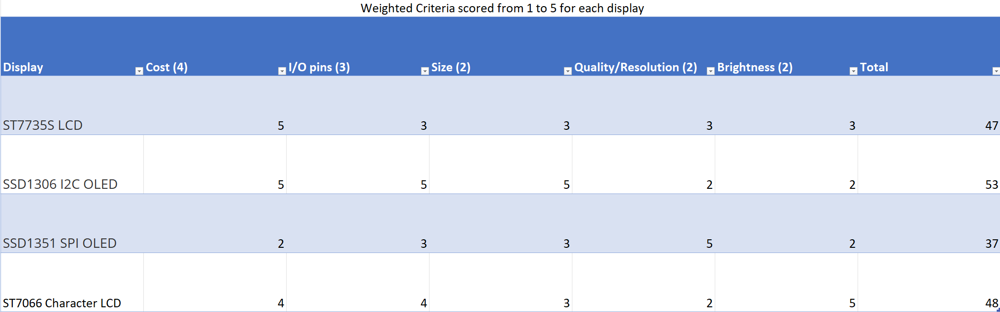 Weighted Criteria scored from 1 to 5 for each display
Display Cost (4) I/O pins (3) Size (2) Quality/Resolution (2) Brightness (2) Total
ST7735S LCD 5 3 3 3 3 47
SSD1306 I2C OLED 5 5 5 2 2 53
SSD1351 SPI OLED 2 3 3 5 2 37
ST7066 Character LCD 4 4 3 2 5 48